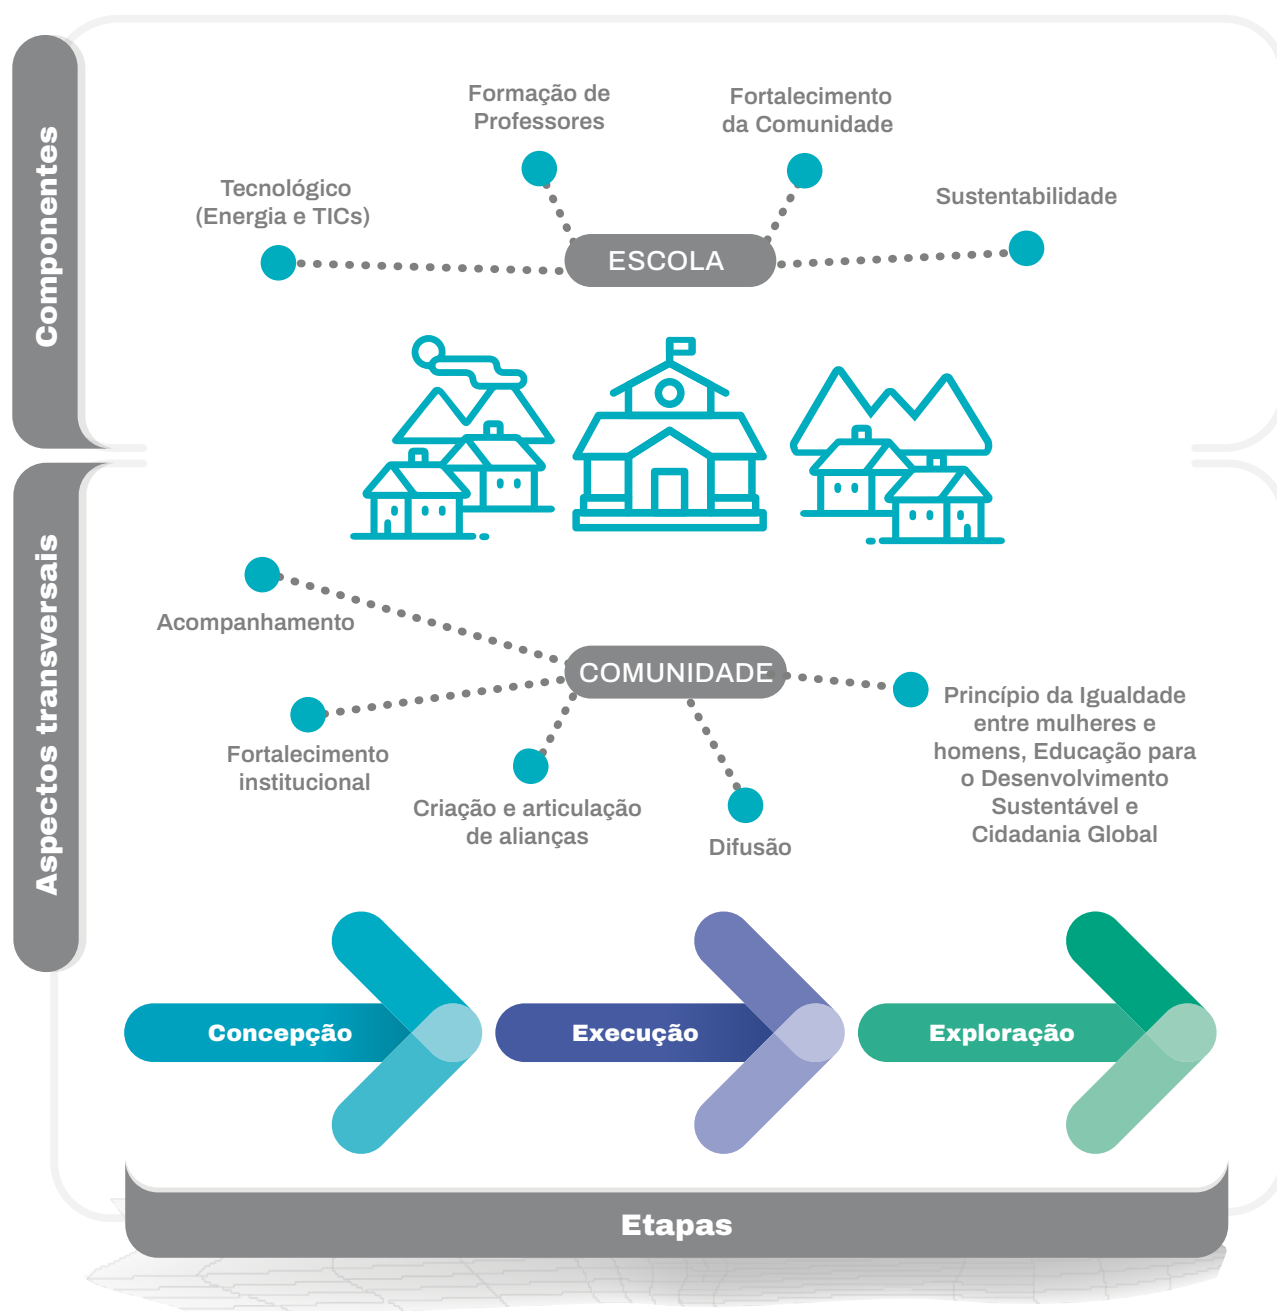 Componentes
Formação de
Professores
Fortalecimento
da Comunidade
Tecnológico
(Energia e TICs)
Sustentabilidade
ESCOLA
Aspectos transversais
Acompanhamento
COMUNIDADE
Fortalecimento
institucional
Criação e articulação
de alianças
Difusão
Princípio da Igualdade
entre mulheres e
homens, Educação para
o Desenvolvimento
Sustentável e
Cidadania Global
Concepção
Execução
Exploração
Etapas